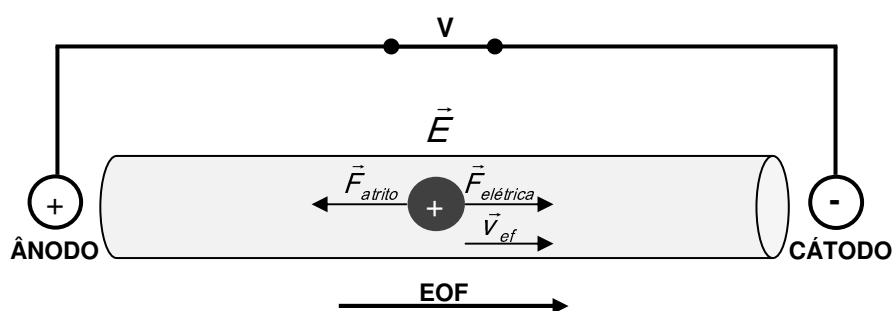 V
E
F atrito
F elétrica
+
+
-
v ef
ÂNODO
CÁTODO
EOF